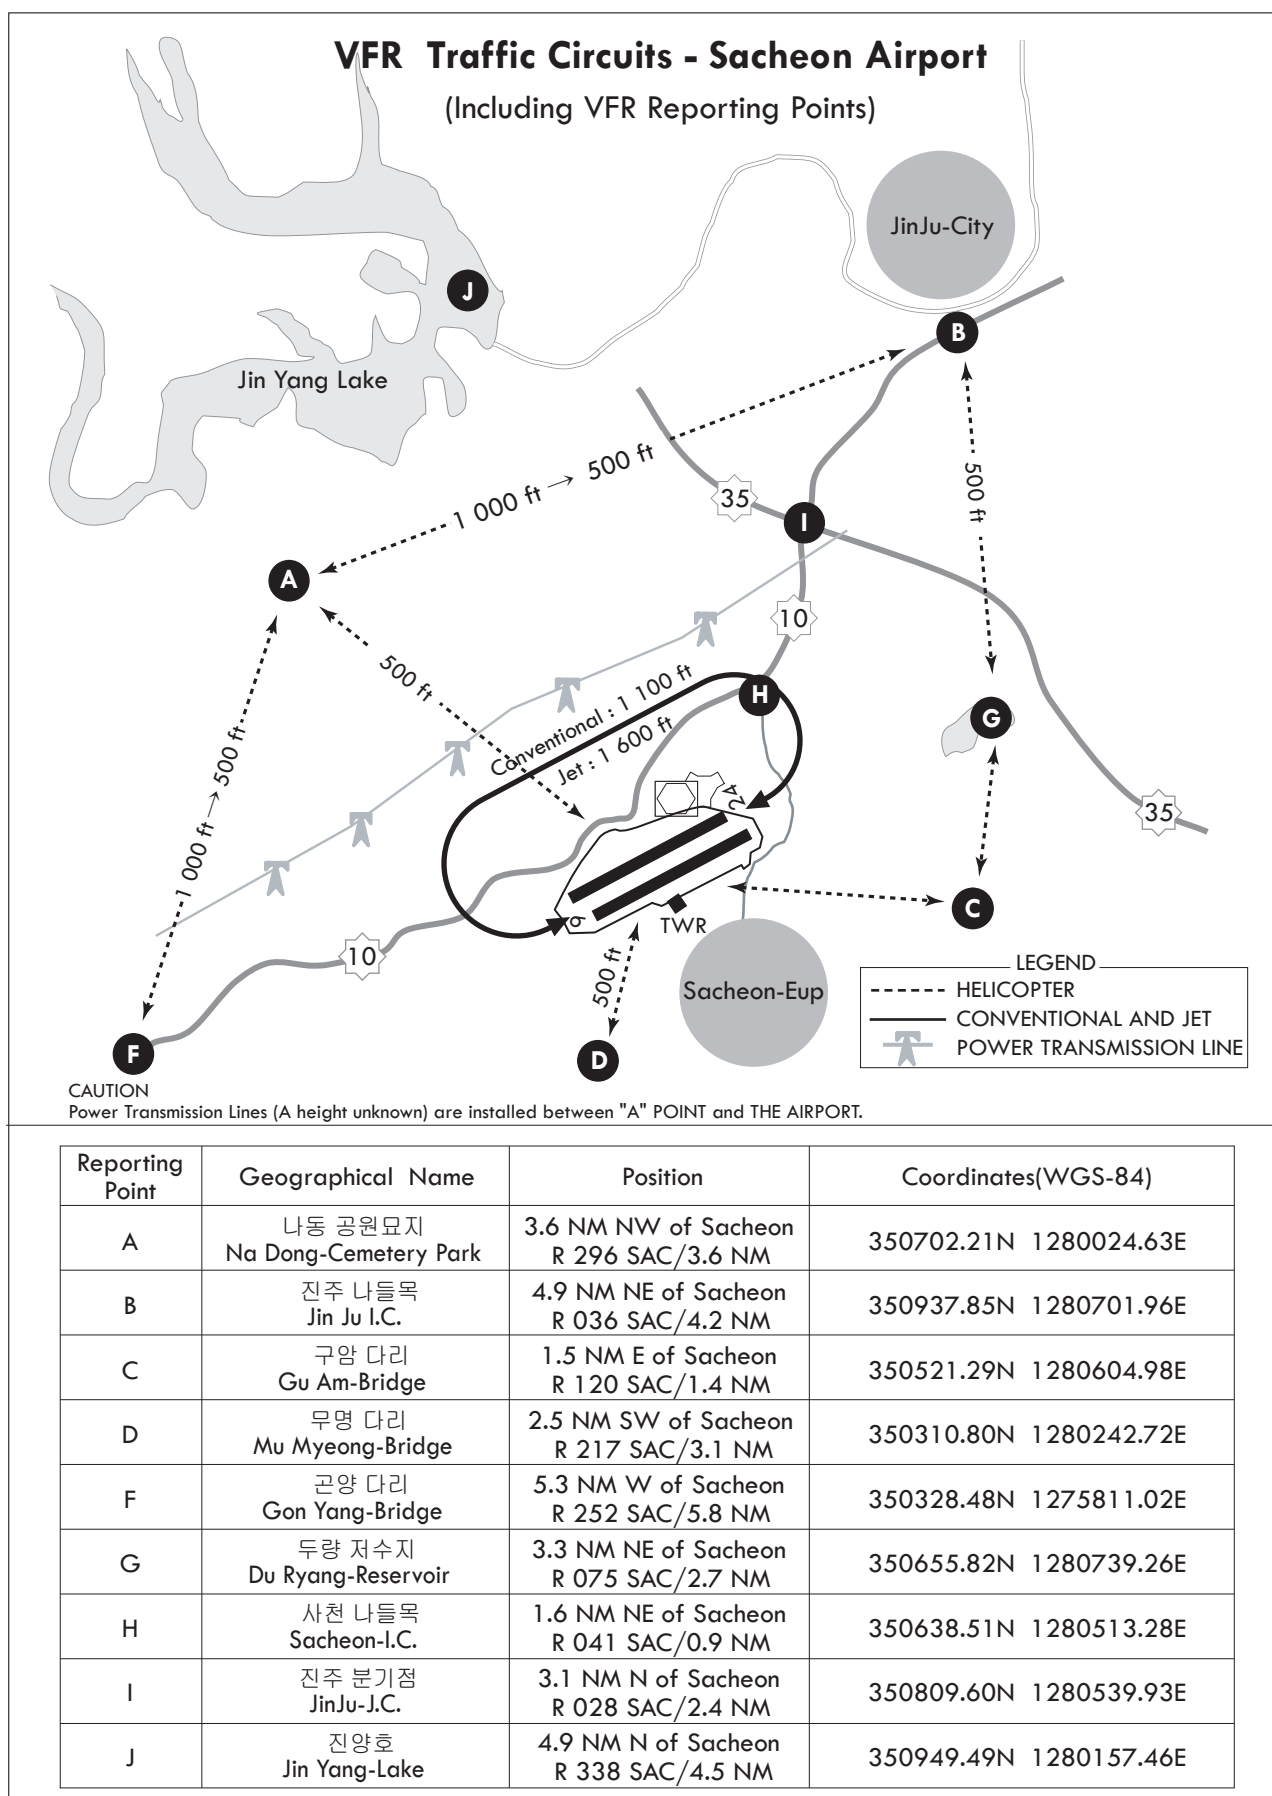 VFR Traffic Circuits - Sacheon Airport
(Including VFR Reporting Points)
JinJu-City
J
B
Jin Yang Lake
1 000 ft → 500 ft
500 ft
35
I
A
10
500 ft
H
G
Conventional : 1 100 ft
Jet : 1 600 ft
1 000 ft → 500 ft
24
35
6
TWR
C
10
500 ft
Sacheon-Eup
LEGEND
HELICOPTER
CONVENTIONAL AND JET
POWER TRANSMISSION LINE
F
D
CAUTION
Power Transmission Lines (A height unknown) are installed between "A" POINT and THE AIRPORT.
Reporting Point Geographical Name Position Coordinates(WGS-84)
A 나동 공원묘지 3.6 NM NW of Sacheon 350702.21N 1280024.63E
Na Dong-Cemetery Park R 296 SAC/3.6 NM
B 진주 나들목 4.9 NM NE of Sacheon 350937.85N 1280701.96E
Jin Ju I.C. R 036 SAC/4.2 NM
C 구암 다리 1.5 NM E of Sacheon 350521.29N 1280604.98E
Gu Am-Bridge R 120 SAC/1.4 NM
D 무명 다리 2.5 NM SW of Sacheon 350310.80N 1280242.72E
Mu Myeong-Bridge R 217 SAC/3.1 NM
F 곤양 다리 5.3 NM W of Sacheon 350328.48N 1275811.02E
Gon Yang-Bridge R 252 SAC/5.8 NM
G 두량 저수지 3.3 NM NE of Sacheon 350655.82N 1280739.26E
Du Ryang-Reservoir R 075 SAC/2.7 NM
H 사천 나들목 1.6 NM NE of Sacheon 350638.51N 1280513.28E
Sacheon-I.C. R 041 SAC/0.9 NM
I 진주 분기점 3.1 NM N of Sacheon 350809.60N 1280539.93E
JinJu-J.C. R 028 SAC/2.4 NM
J 진양호 4.9 NM N of Sacheon 350949.49N 1280157.46E
Jin Yang-Lake R 338 SAC/4.5 NM